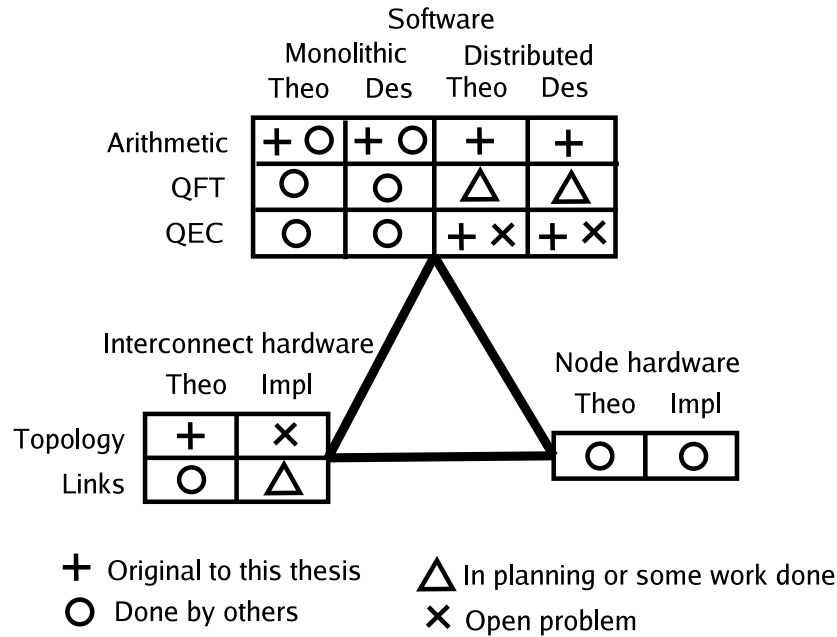 Software
Monolithic Distributed
Theo Des Theo Des
Arithmetic + ○ + ○ + +
QFT ○ ○ △ △
QEC ○ ○ + × + ×
Interconnect hardware
Theo Impl
Topology + ×
Links ○ △
Node hardware
Theo Impl
○ ○
+ Original to this thesis
○ Done by others
△ In planning or some work done
× Open problem